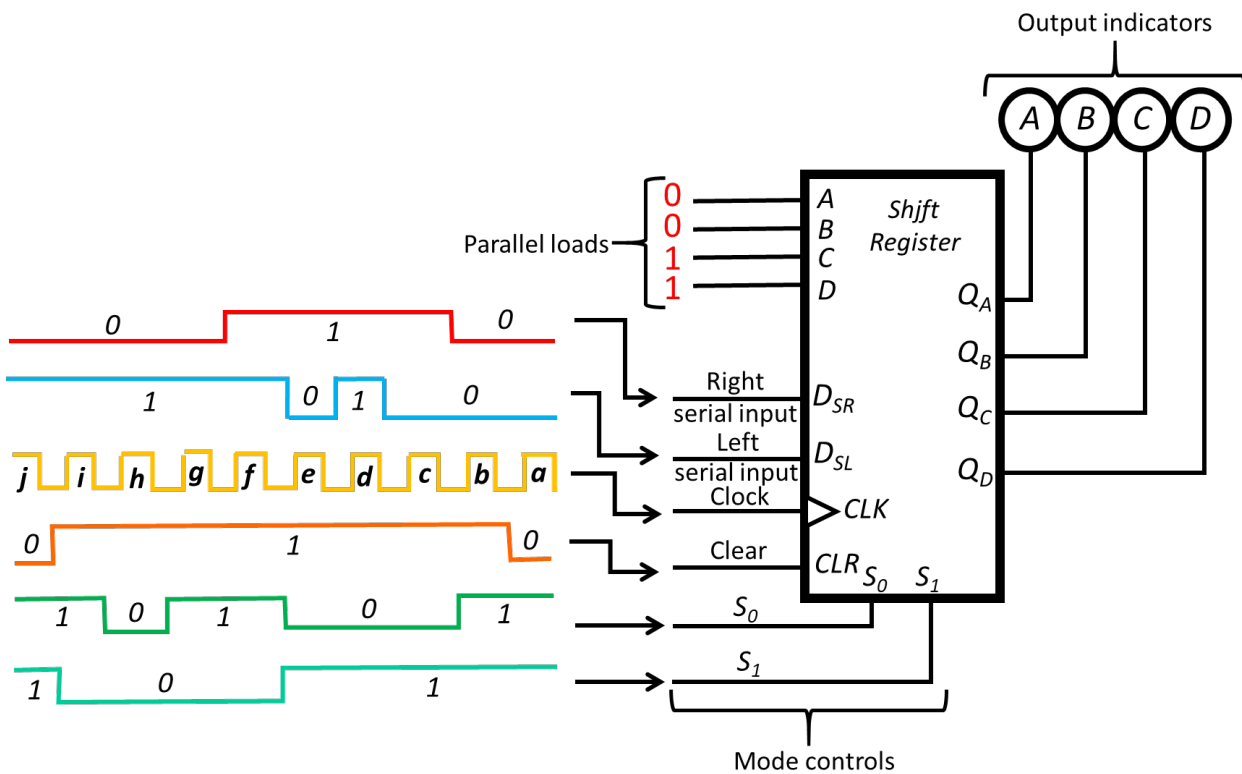 Output indicators
A B C D
Parallel loads
0
0
1
1
A
B
C
D
Shjft
Register
Q_A
Q_B
Q_C
Q_D
0 1 0
1 0 1 0
j i h g f e d c b a
0 1 0
1 0 1 0 1
1 0 1
Right
serial input
D_SR
Left
serial input
D_SL
Clock
CLK
Clear
CLR
S_0 S_1
S_0
S_1
Mode controls